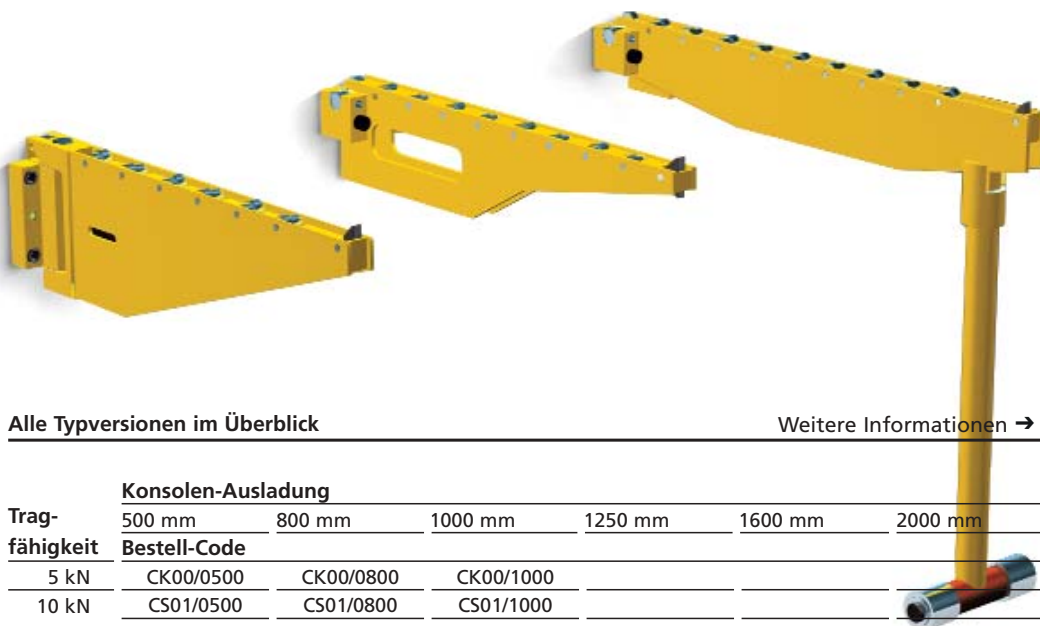 Alle Typversionen im Überblick Weitere Informationen ➔
Konsolen-Ausladung
Trag- 500 mm 800 mm 1000 mm 1250 mm 1600 mm 2000 mm
fähigkeit Bestell-Code
5 kN CK00/0500 CK00/0800 CK00/1000
10 kN CS01/0500 CS01/0800 CS01/1000